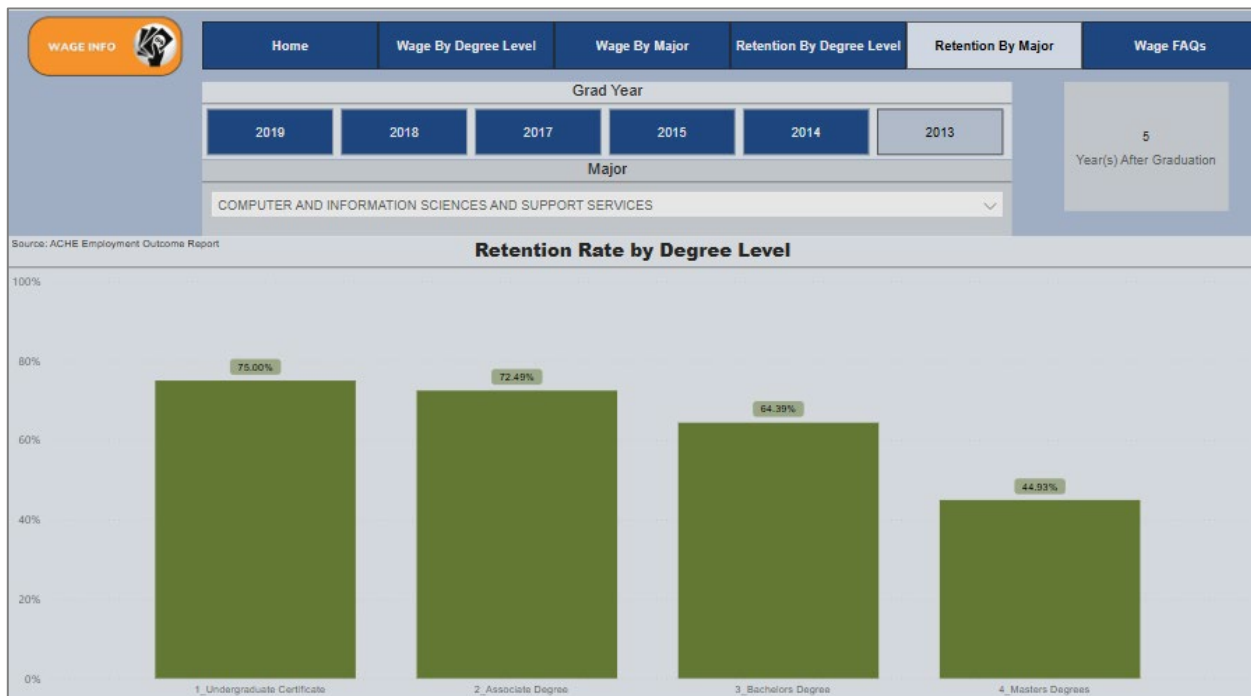 WAGE INFO
Home
Wage By Degree Level
Wage By Major
Retention By Degree Level
Retention By Major
Wage FAQs
Grad Year
2019
2018
2017
2015
2014
2013
5
Year(s) After Graduation
Major
COMPUTER AND INFORMATION SCIENCES AND SUPPORT SERVICES
Source: ACHE Employment Outcome Report
Retention Rate by Degree Level
100%
80%
60%
40%
20%
0%
75.00%
72.49%
64.39%
44.93%
1_Undergraduate Certificate
2_Associate Degree
3_Bachelors Degree
4_Masters Degrees